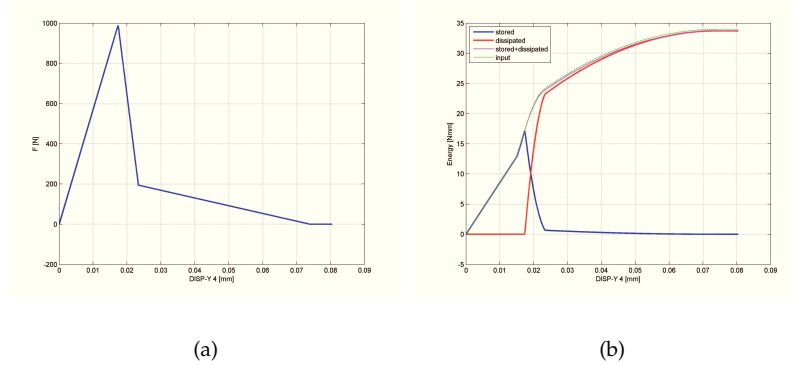 1000
800
600
400
200
0
-200
F [N]
0 0.01 0.02 0.03 0.04 0.05 0.06 0.07 0.08 0.09
DISP-Y 4 [mm]
(a)
35
30
25
20
15
10
5
0
-5
Energy [Nmm]
stored
dissipated
stored+dissipated
input
0 0.01 0.02 0.03 0.04 0.05 0.06 0.07 0.08 0.09
DISP-Y 4 [mm]
(b)